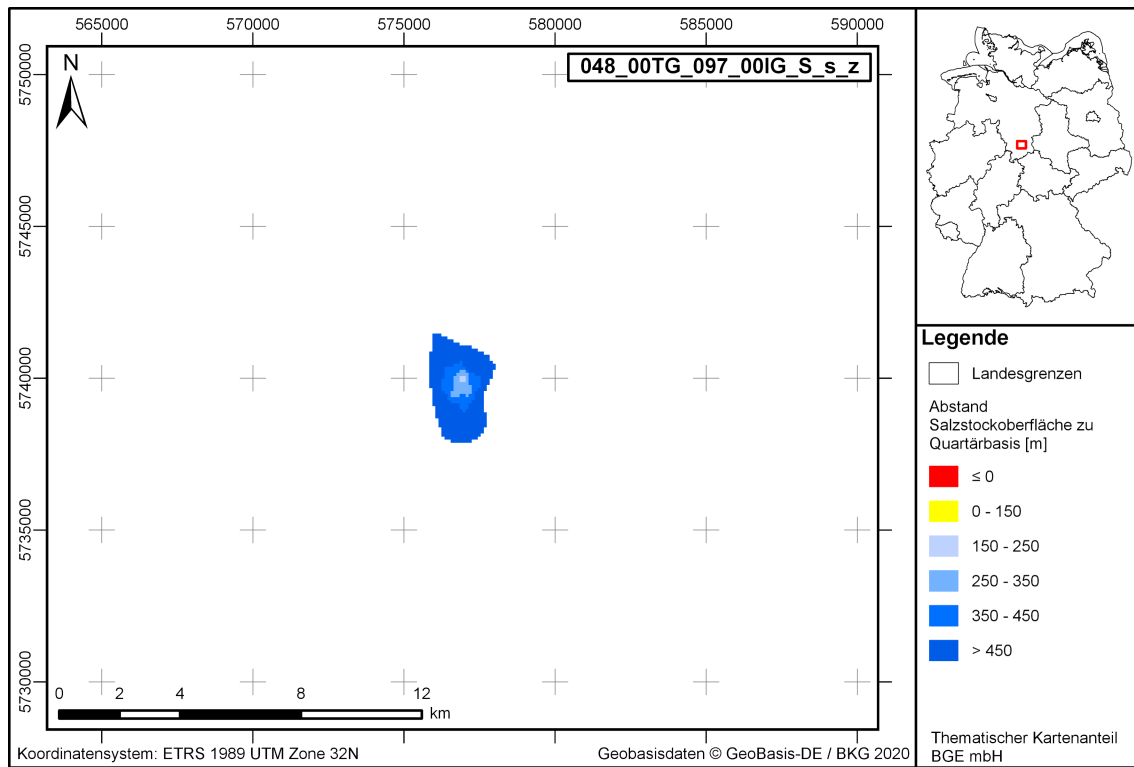 565000 570000 575000 580000 585000 590000
5750000
5745000
5740000
5735000
5730000
N
048_00TG_097_00IG_S_s_z
0 2 4 8 12
km
Koordinatensystem: ETRS 1989 UTM Zone 32N
Geobasisdaten © GeoBasis-DE / BKG 2020
Legende
Landesgrenzen
Abstand
Salzstockoberfläche zu
Quartärbasis [m]
≤ 0
0 - 150
150 - 250
250 - 350
350 - 450
> 450
Thematischer Kartenanteil
BGE mbH